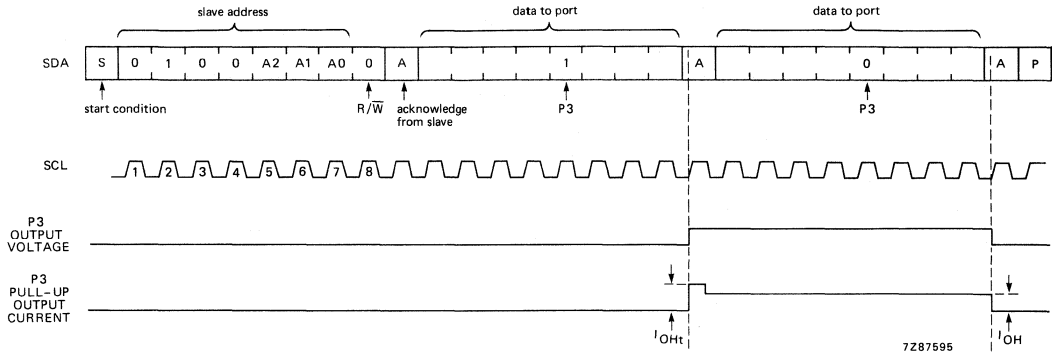 slave address
data to port
data to port
SDA
S 0 1 0 0 A2 A1 A0 0 A 1 A 0 A P
start condition
R/W̅
acknowledge
from slave
P3
P3
SCL
1 2 3 4 5 6 7 8
P3
OUTPUT
VOLTAGE
P3
PULL-UP
OUTPUT
CURRENT
IOHt
IOH
7Z87595